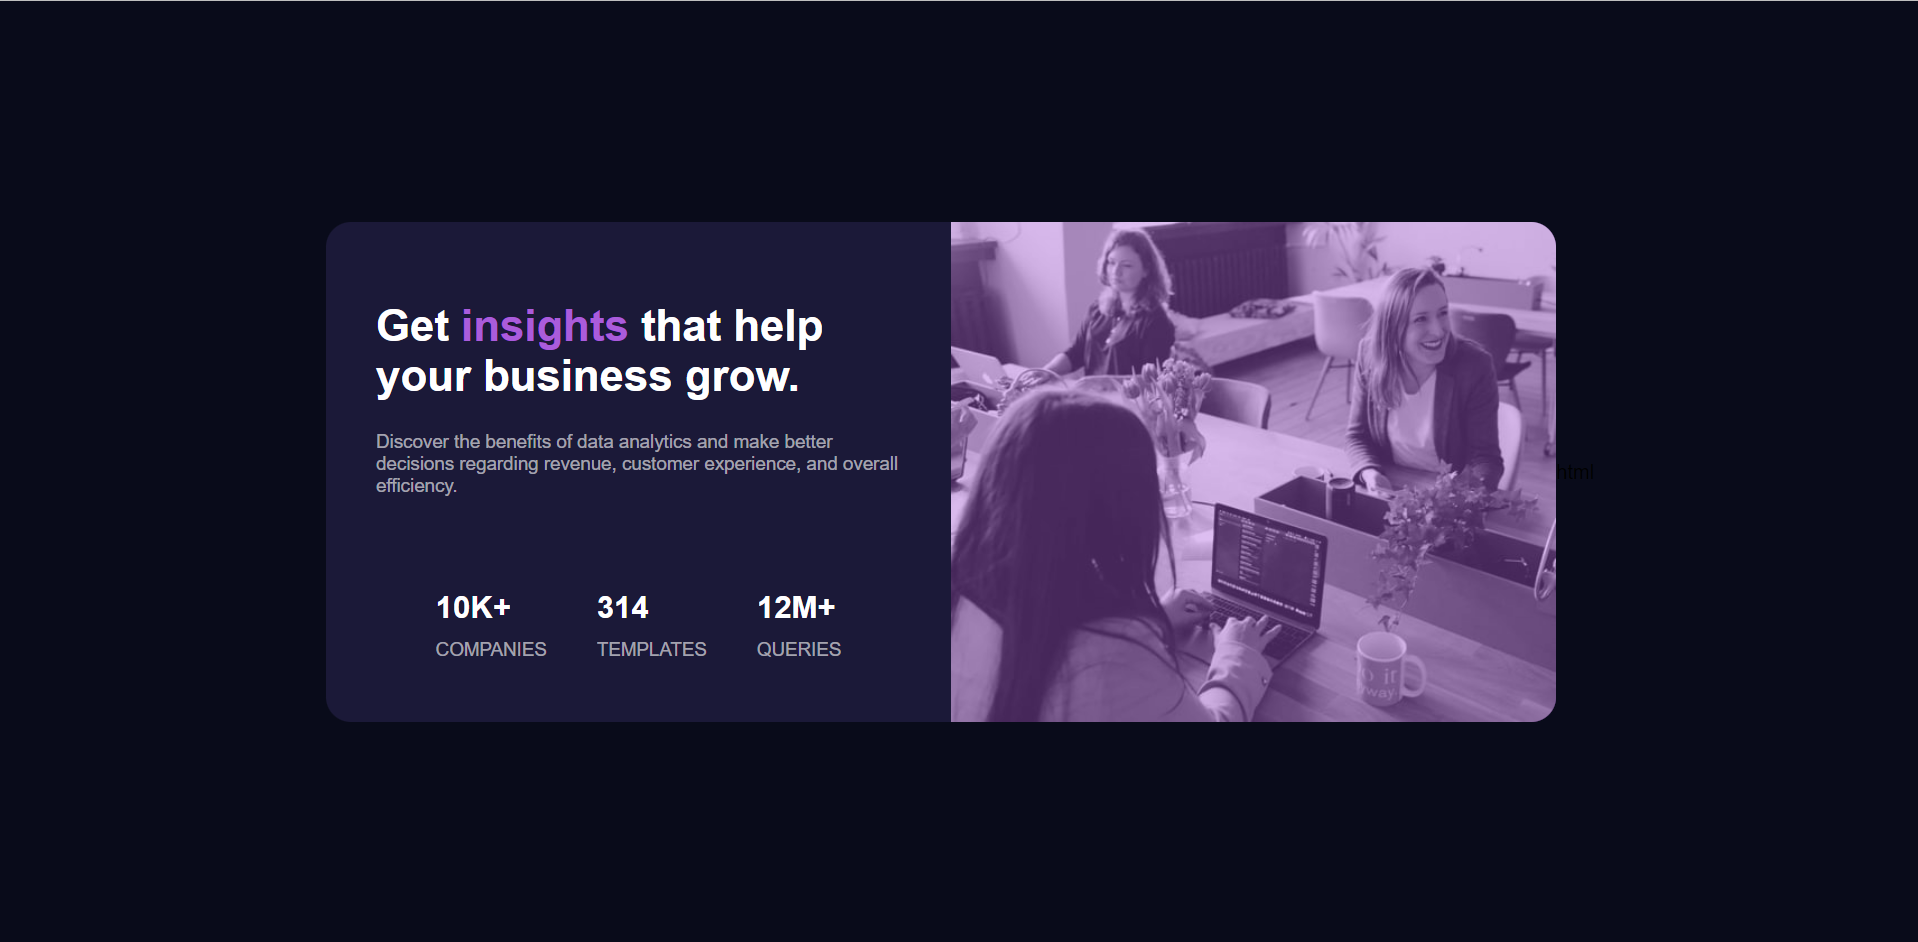 Get insights that help
your business grow.
Discover the benefits of data analytics and make better
decisions regarding revenue, customer experience, and overall
efficiency.
10K+ 314 12M+
COMPANIES TEMPLATES QUERIES
html
it